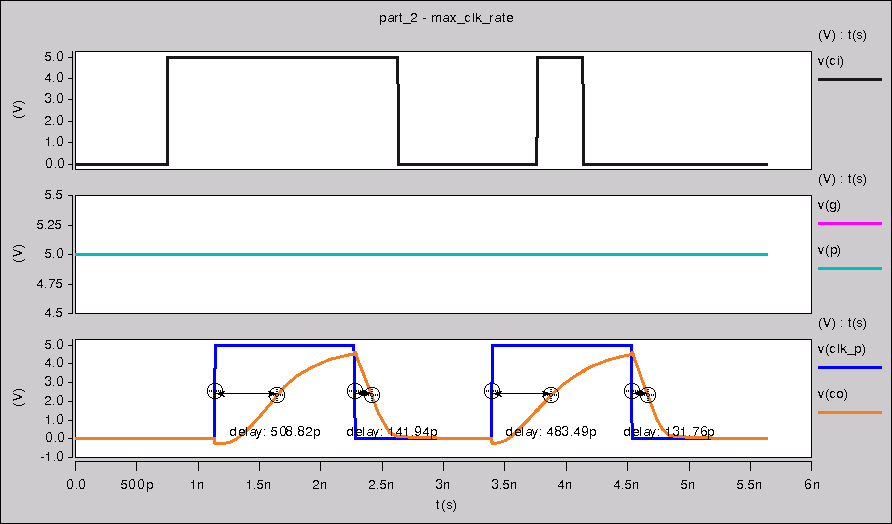 part_2 - max_clk_rate
(V) : t(s)
v(ci)
5.0
4.0
3.0
2.0
1.0
0.0
(V)
(V) : t(s)
v(g)
v(p)
5.5
5.25
5.0
4.75
4.5
(V)
(V) : t(s)
v(clk_p)
v(co)
5.0
4.0
3.0
2.0
1.0
0.0
-1.0
(V)
delay: 508.82p delay: 141.94p delay: 483.49p delay: 131.76p
0.0 500p 1n 1.5n 2n 2.5n 3n 3.5n 4n 4.5n 5n 5.5n 6n
t(s)